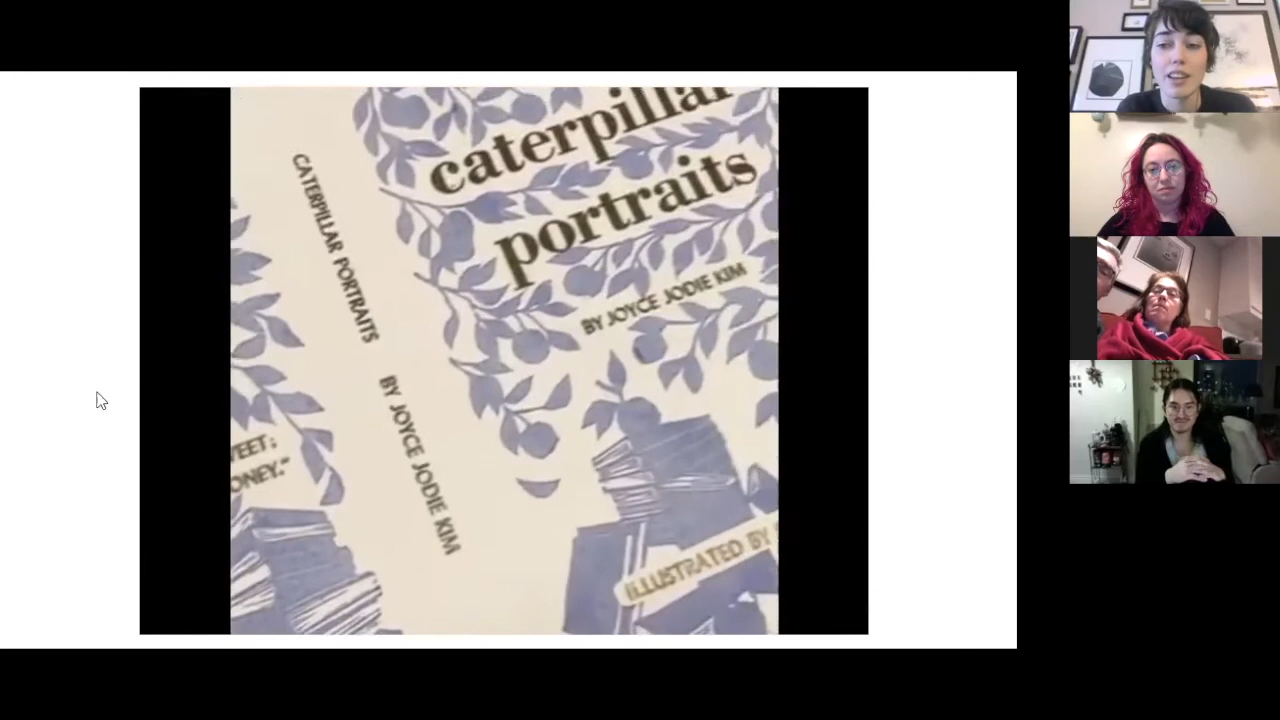 caterpillar
portraits
BY JOYCE JODIE KIM
CATERPILLAR PORTRAITS
BY JOYCE JODIE KIM
ILLUSTRATED BY